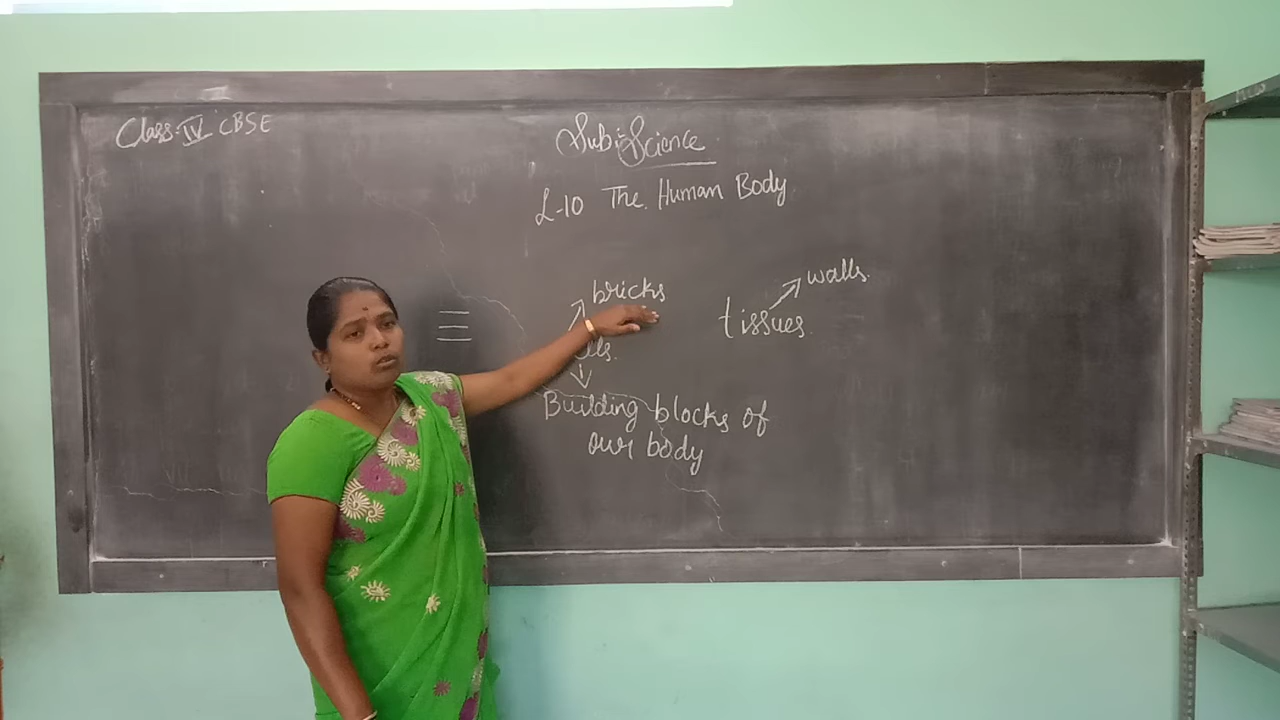 Class:-IV CBSE
Sub:-Science
L-10 The Human Body
bricks
walls.
tissues
Building blocks of
our body